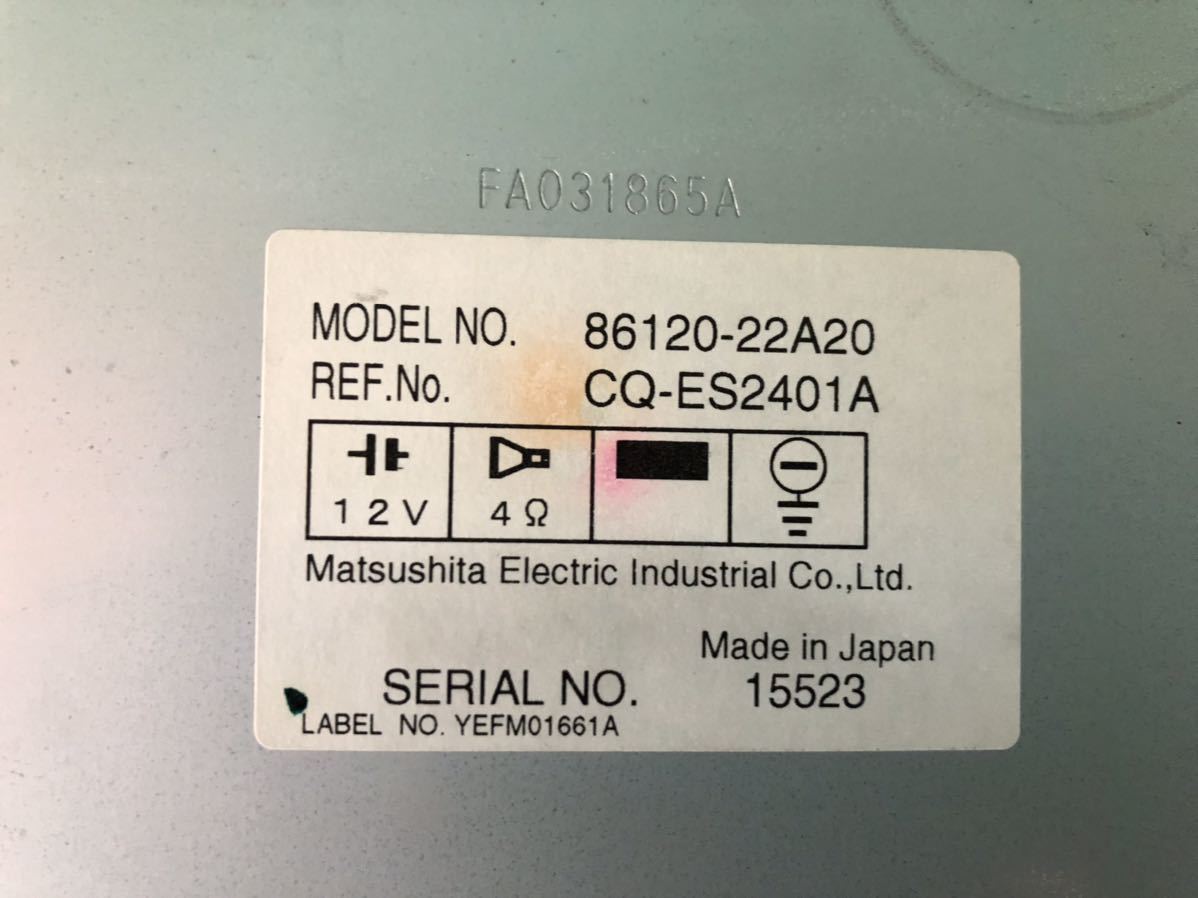 FA031865A
MODEL NO. 86120-22A20
REF.No. CQ-ES2401A
12V 4Ω
Matsushita Electric Industrial Co.,Ltd.
Made in Japan
SERIAL NO. 15523
LABEL NO. YEFM01661A